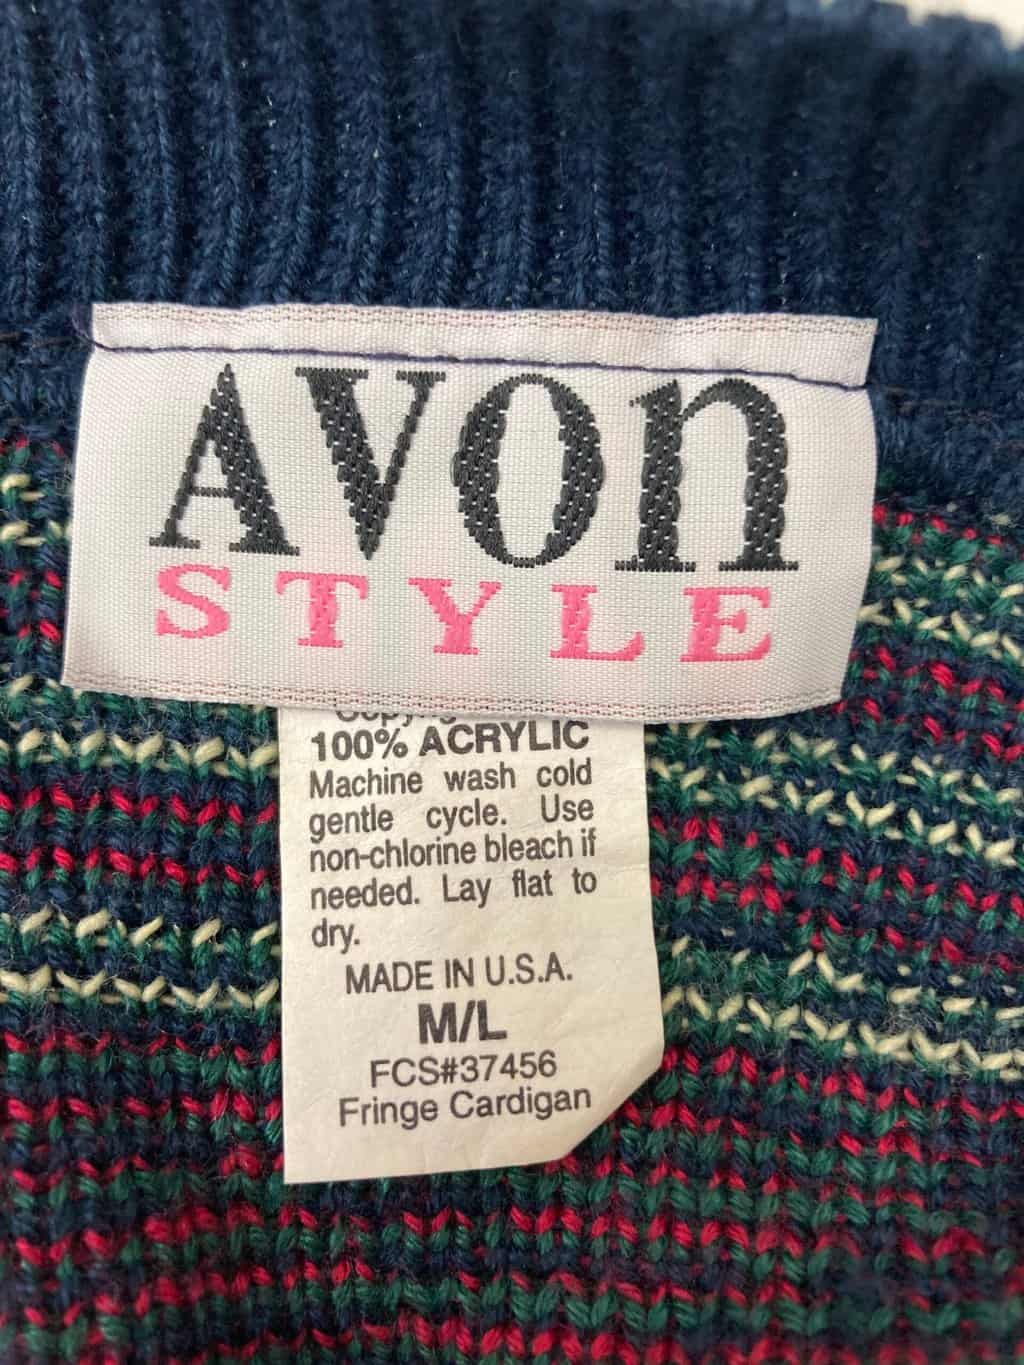 AVon
STYLE
100% ACRYLIC
Machine wash cold
gentle cycle. Use
non-chlorine bleach if
needed. Lay flat to
dry.
MADE IN U.S.A.
M/L
FCS#37456
Fringe Cardigan